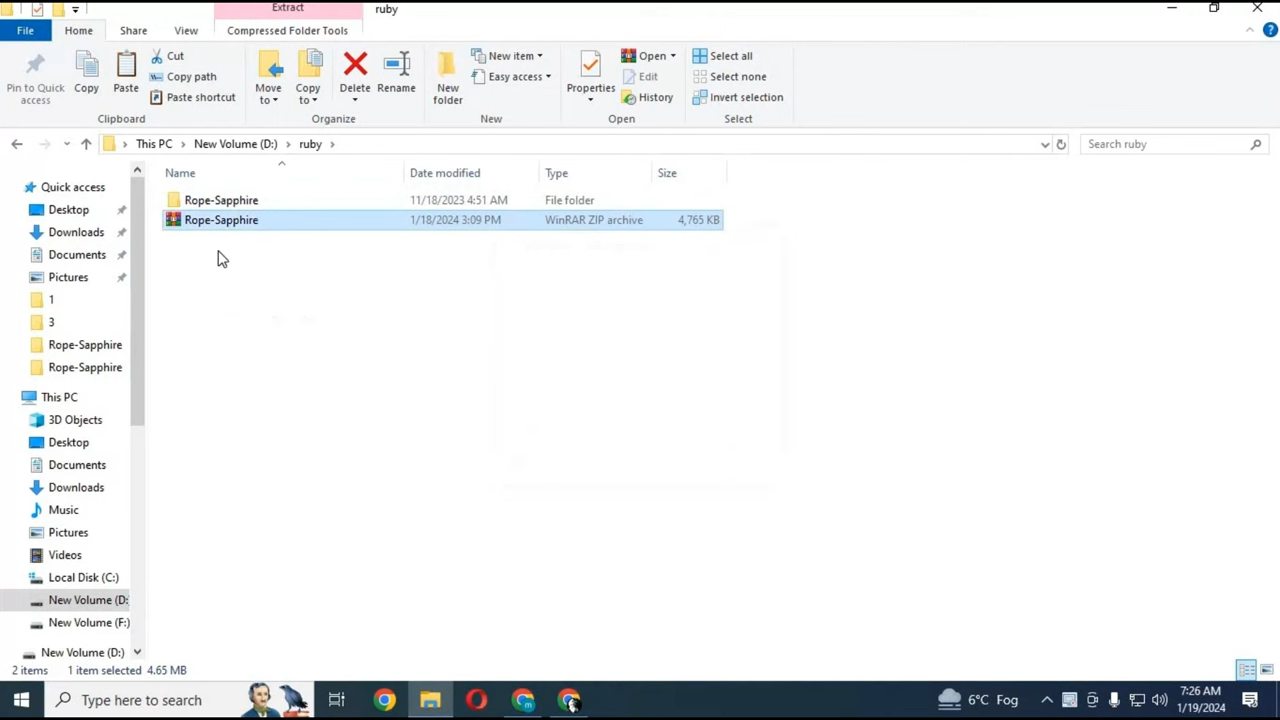 Extract
ruby
File
Home
Share
View
Compressed Folder Tools
Pin to Quick
access
Copy
Paste
Cut
Copy path
Paste shortcut
Move
to
Copy
to
Delete
Rename
New
folder
New item
Easy access
Properties
Open
Edit
History
Select all
Select none
Invert selection
Clipboard
Organize
New
Open
Select
This PC
New Volume (D:)
ruby
Search ruby
Name
Date modified
Type
Size
Rope-Sapphire
11/18/2023 4:51 AM
File folder
Rope-Sapphire
1/18/2024 3:09 PM
WinRAR ZIP archive
4,765 KB
Quick access
Desktop
Downloads
Documents
Pictures
1
3
Rope-Sapphire
Rope-Sapphire
This PC
3D Objects
Desktop
Documents
Downloads
Music
Pictures
Videos
Local Disk (C:)
New Volume (D:
New Volume (F:)
New Volume (D:)
2 items
1 item selected 4.65 MB
Type here to search
6°C Fog
7:26 AM
1/19/2024